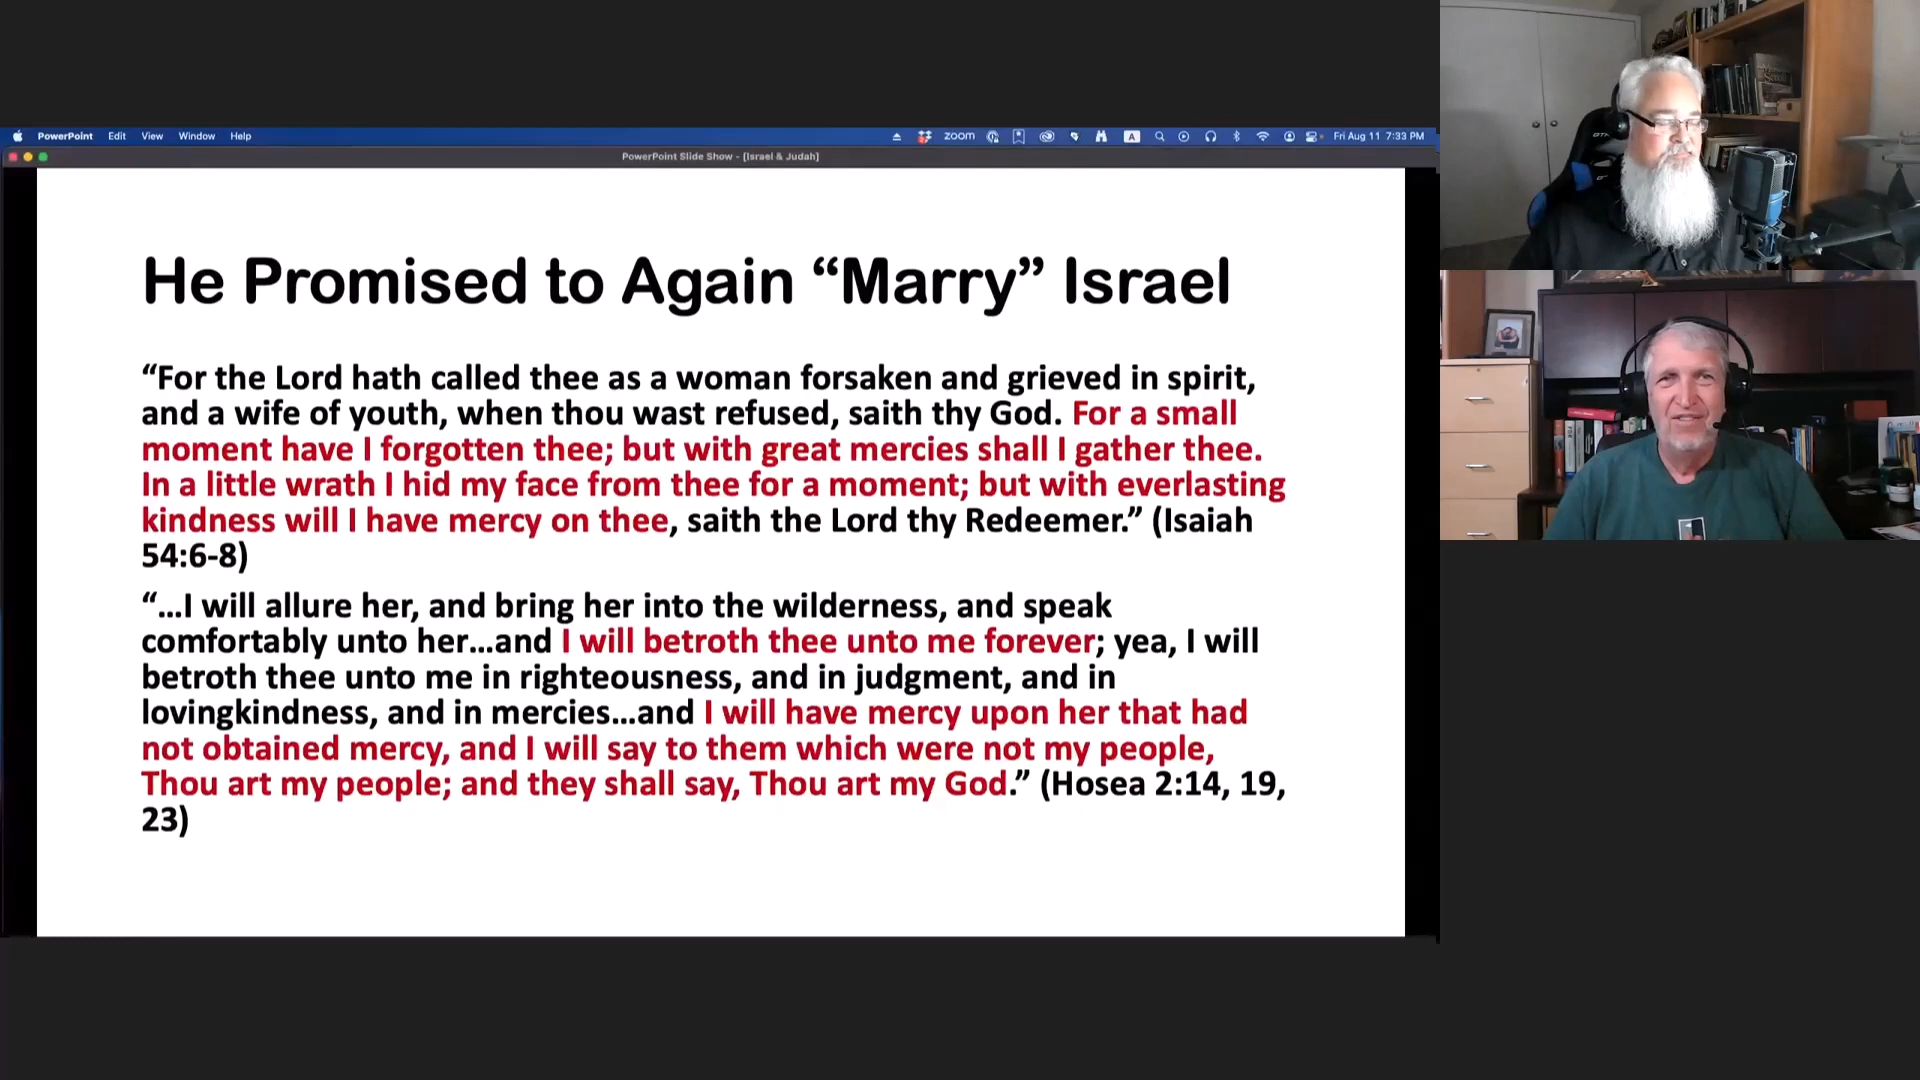 PowerPoint Edit View Window Help
zoom
A
Fri Aug 11 7:33 PM
PowerPoint Slide Show - [Israel & Judah]
He Promised to Again “Marry” Israel
“For the Lord hath called thee as a woman forsaken and grieved in spirit,
and a wife of youth, when thou wast refused, saith thy God. For a small
moment have I forgotten thee; but with great mercies shall I gather thee.
In a little wrath I hid my face from thee for a moment; but with everlasting
kindness will I have mercy on thee, saith the Lord thy Redeemer.” (Isaiah
54:6-8)
“...I will allure her, and bring her into the wilderness, and speak
comfortably unto her...and I will betroth thee unto me forever; yea, I will
betroth thee unto me in righteousness, and in judgment, and in
lovingkindness, and in mercies...and I will have mercy upon her that had
not obtained mercy, and I will say to them which were not my people,
Thou art my people; and they shall say, Thou art my God.” (Hosea 2:14, 19,
23)